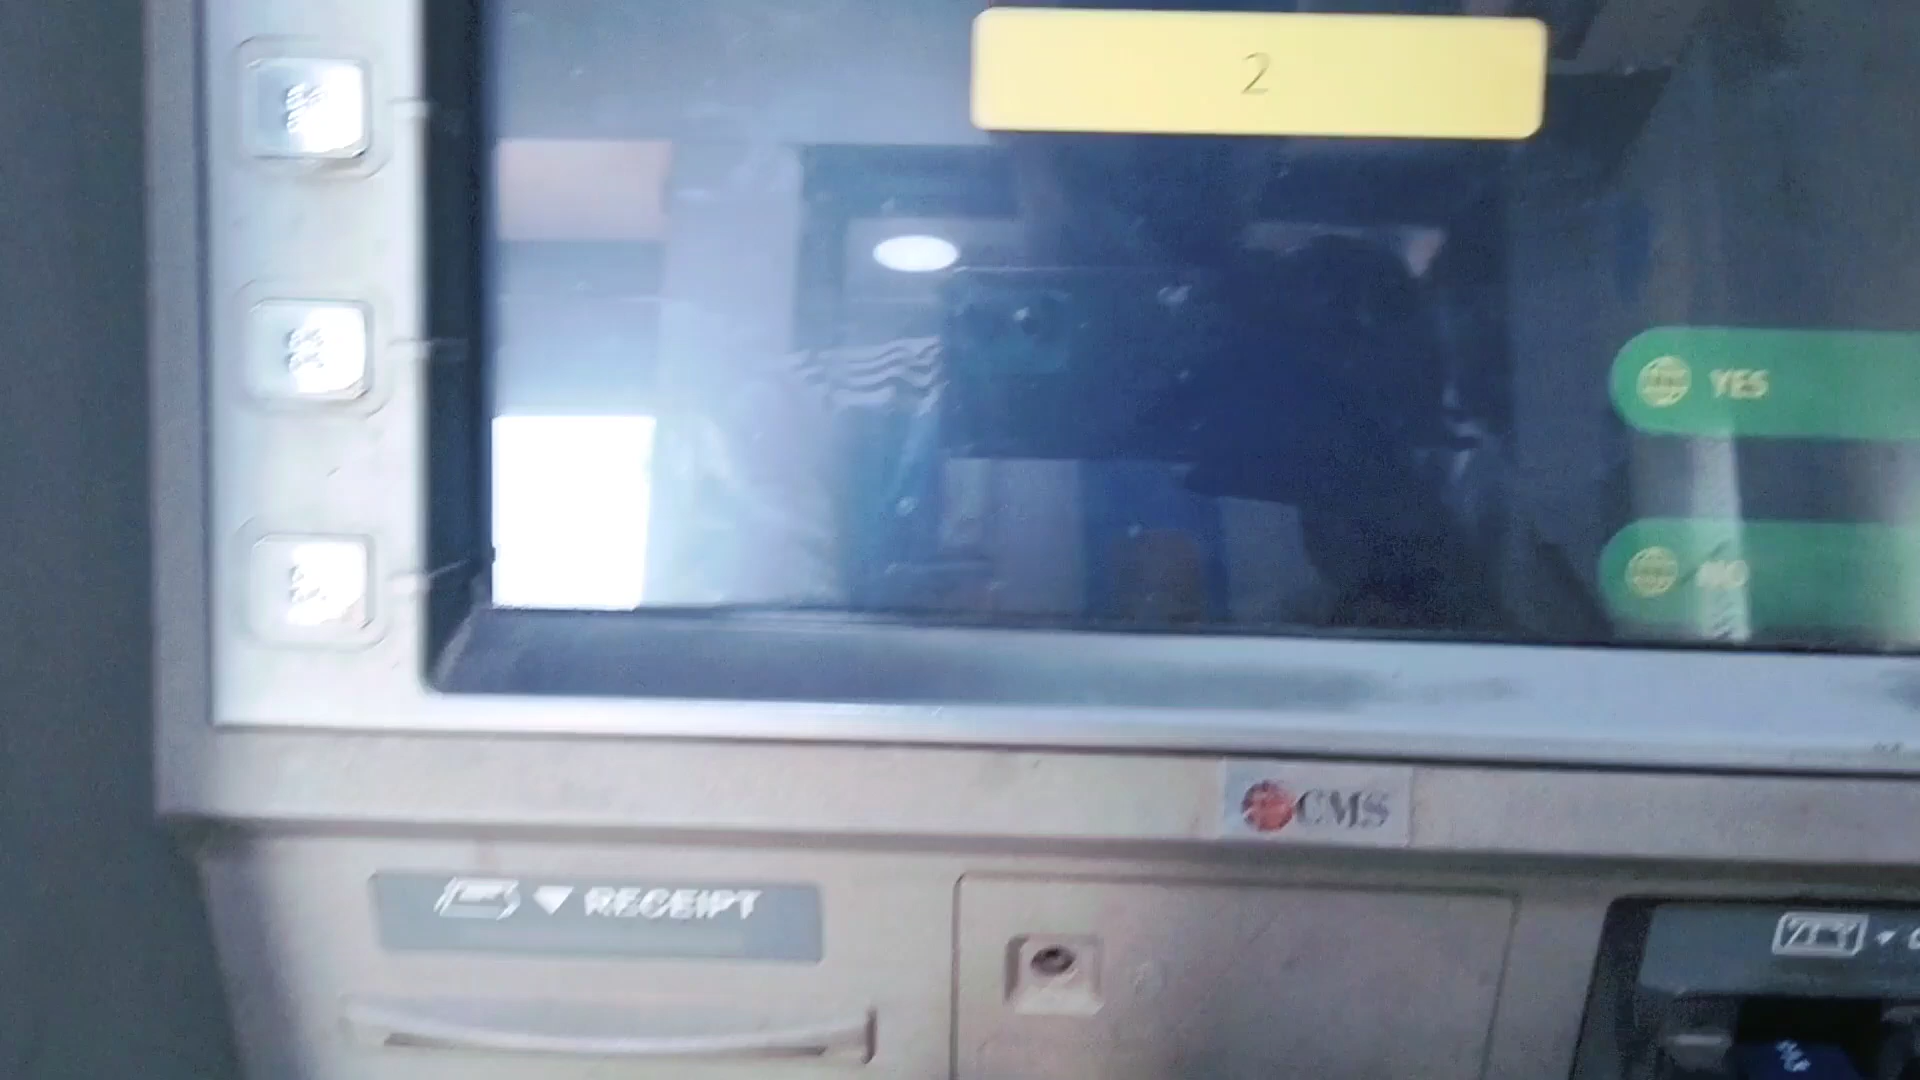 2
YES
NO
CMS
RECEIPT